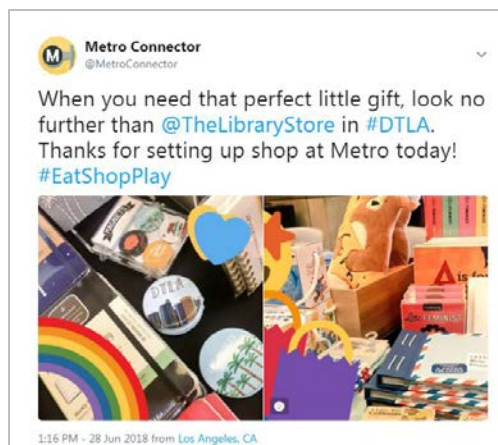 Metro Connector
@MetroConnector
When you need that perfect little gift, look no
further than @TheLibraryStore in #DTLA.
Thanks for setting up shop at Metro today!
#EatShopPlay
DTLA
A
is for
FEMINIST
1:16 PM - 28 Jun 2018 from Los Angeles, CA